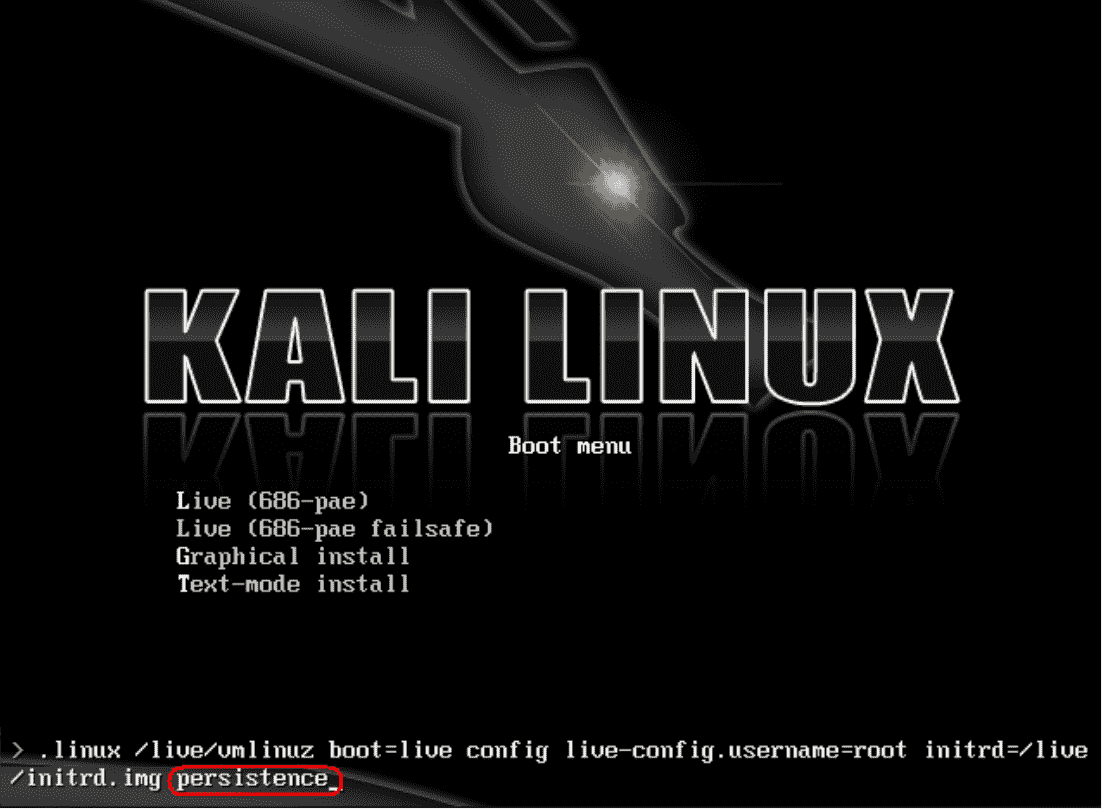 KALI LINUX
Boot menu
Live (686-pae)
Live (686-pae failsafe)
Graphical install
Text-mode install
> .linux /live/vmlinuz boot=live config live-config.username=root initrd=/live
/initrd.img persistence_